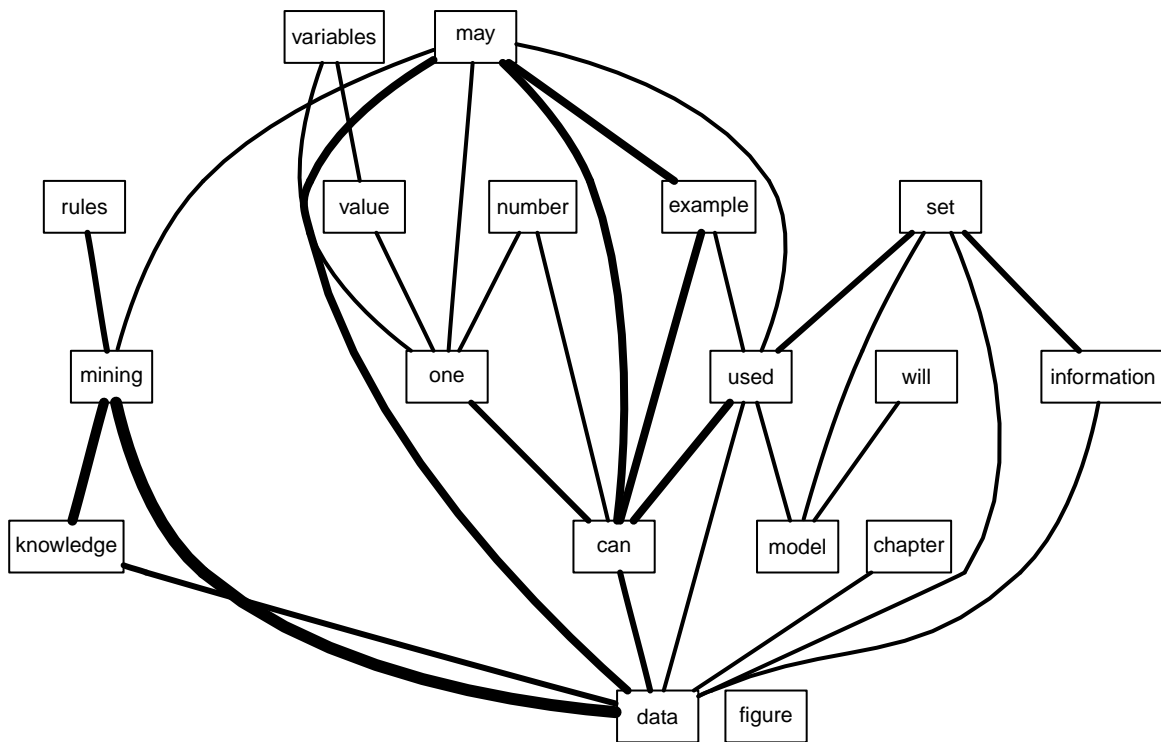 variables
may
rules
value
number
example
set
mining
one
used
will
information
knowledge
can
model
chapter
data
figure